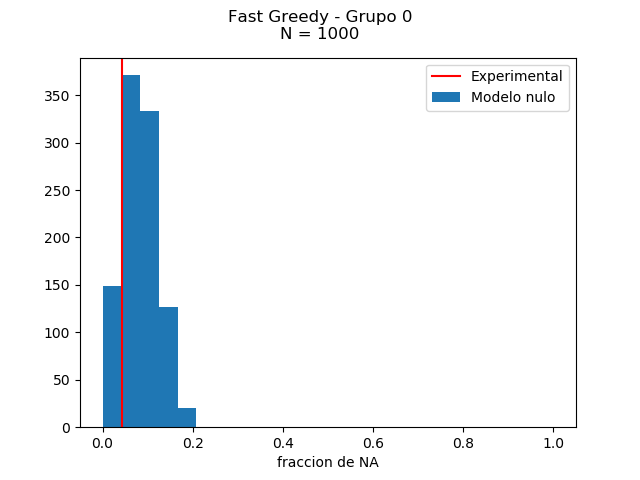 Fast Greedy - Grupo 0
N = 1000
Experimental
Modelo nulo
350
300
250
200
150
100
50
0
0.0 0.2 0.4 0.6 0.8 1.0
fraccion de NA